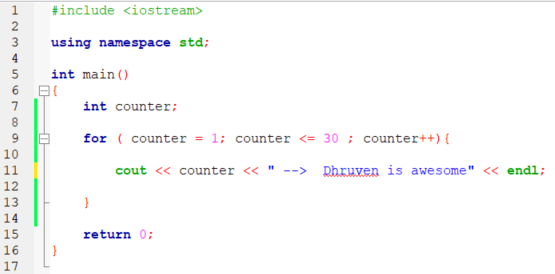 1 #include <iostream>
2
3 using namespace std;
4
5 int main()
6 {
7 int counter;
8
9 for ( counter = 1; counter <= 30 ; counter++){
10
11 cout << counter << " -->  Dhruven is awesome" << endl;
12
13 }
14
15 return 0;
16 }
17